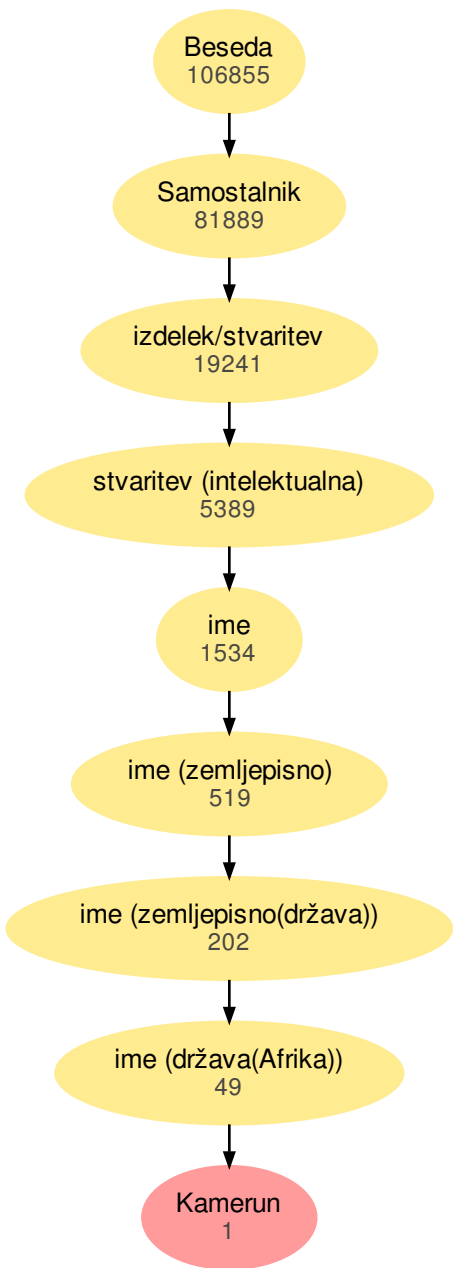 Beseda
106855
Samostalnik
81889
izdelek/stvaritev
19241
stvaritev (intelektualna)
5389
ime
1534
ime (zemljepisno)
519
ime (zemljepisno(država))
202
ime (država(Afrika))
49
Kamerun
1